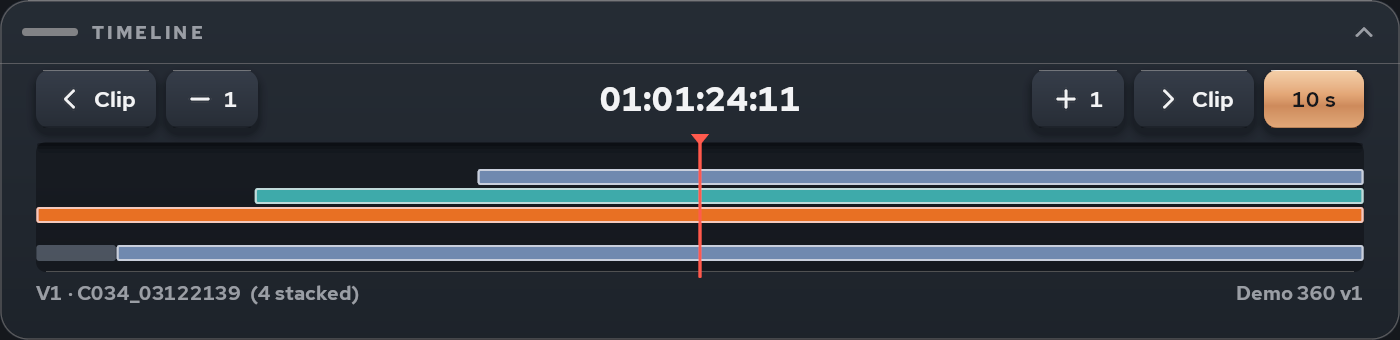 TIMELINE
Clip
− 1
01:01:24:11
+ 1
Clip
10 s
V1 · C034_03122139 (4 stacked)
Demo 360 v1